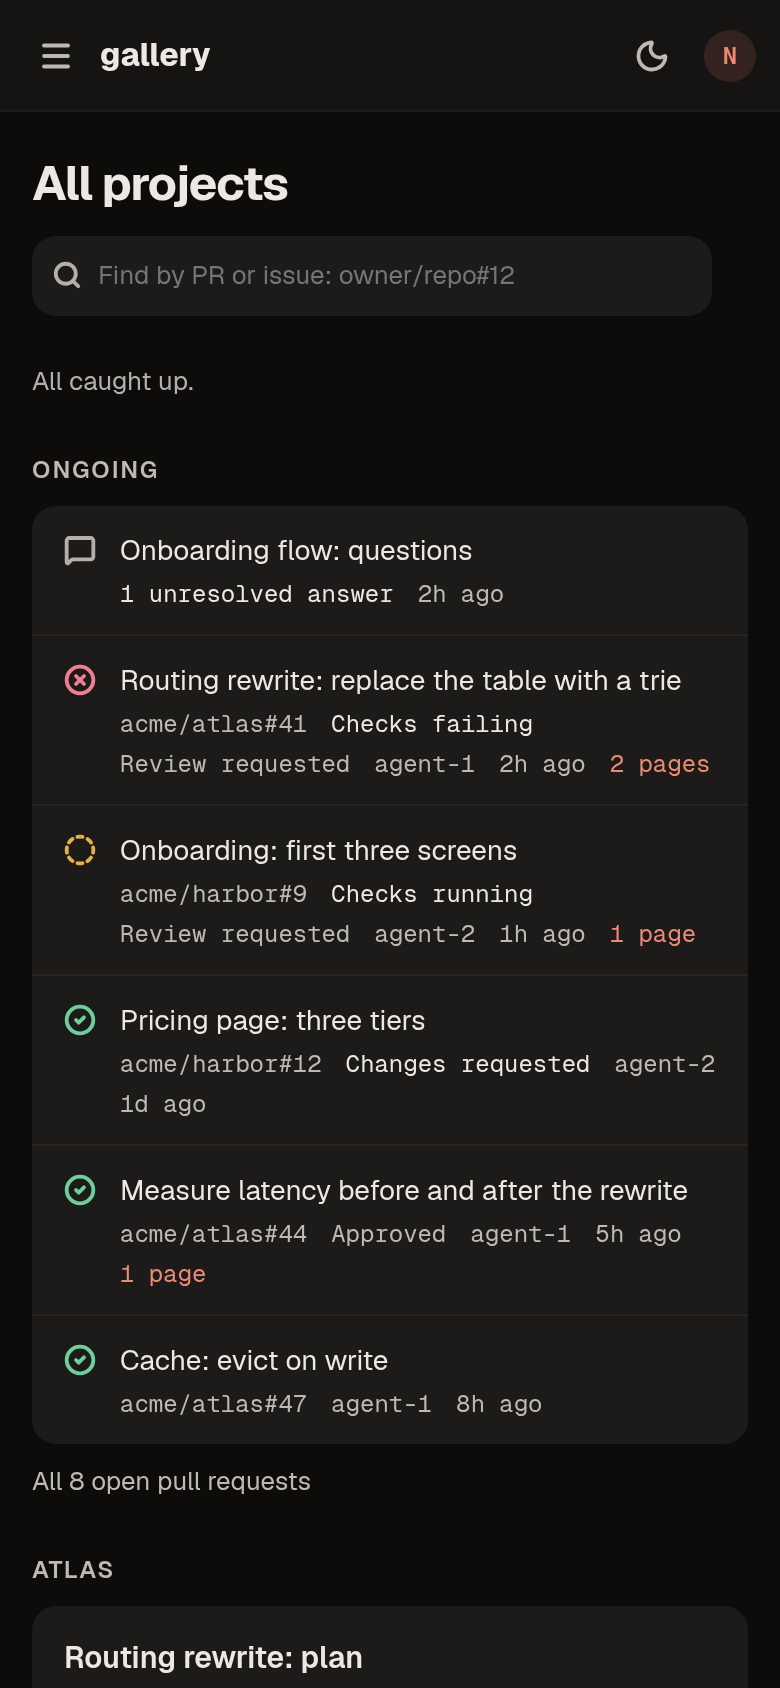 gallery
N
All projects
Find by PR or issue: owner/repo#12
All caught up.
ONGOING
Onboarding flow: questions
1 unresolved answer 2h ago
Routing rewrite: replace the table with a trie
acme/atlas#41 Checks failing
Review requested agent-1 2h ago 2 pages
Onboarding: first three screens
acme/harbor#9 Checks running
Review requested agent-2 1h ago 1 page
Pricing page: three tiers
acme/harbor#12 Changes requested agent-2
1d ago
Measure latency before and after the rewrite
acme/atlas#44 Approved agent-1 5h ago
1 page
Cache: evict on write
acme/atlas#47 agent-1 8h ago
All 8 open pull requests
ATLAS
Routing rewrite: plan